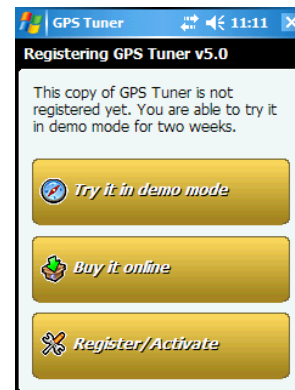 GPS Tuner 11:11
Registering GPS Tuner v5.0
This copy of GPS Tuner is not
registered yet. You are able to try it
in demo mode for two weeks.
Try it in demo mode
Buy it online
Register/Activate